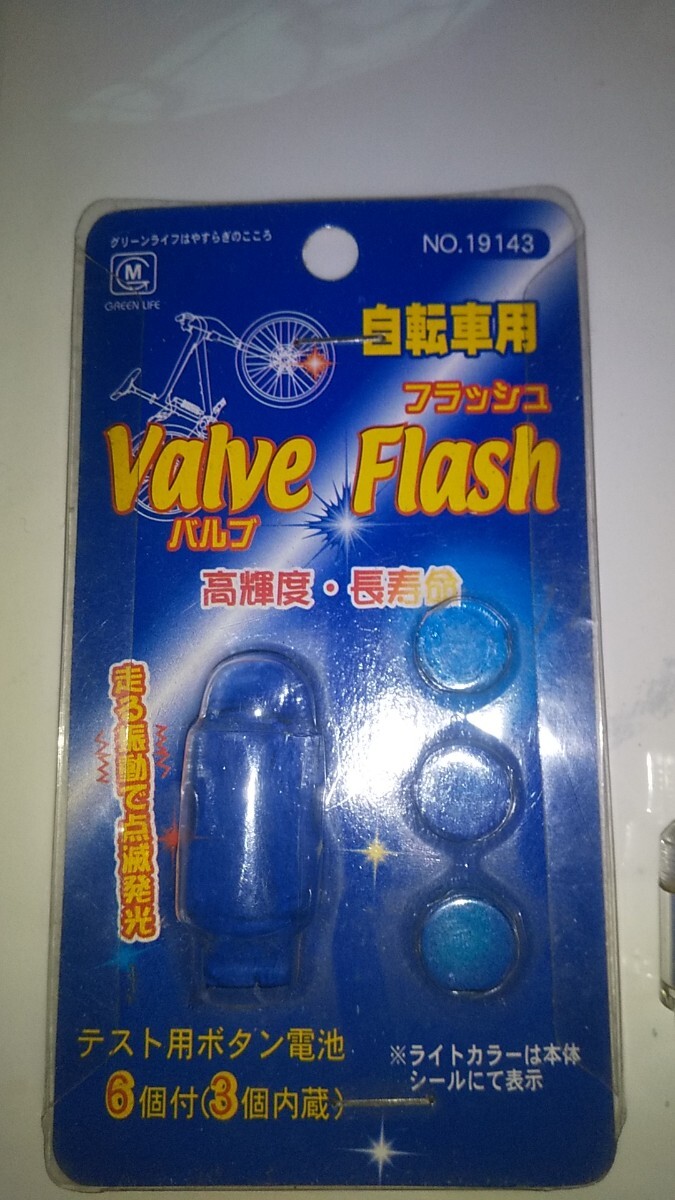 グリーンライフはやすらぎのこころ
NO.19143
M
GREEN LIFE
自転車用
フラッシュ
Valve Flash
バルブ
高輝度・長寿命
走る振動で点滅発光
テスト用ボタン電池
6個付(3個内蔵)
※ライトカラーは本体
シールにて表示